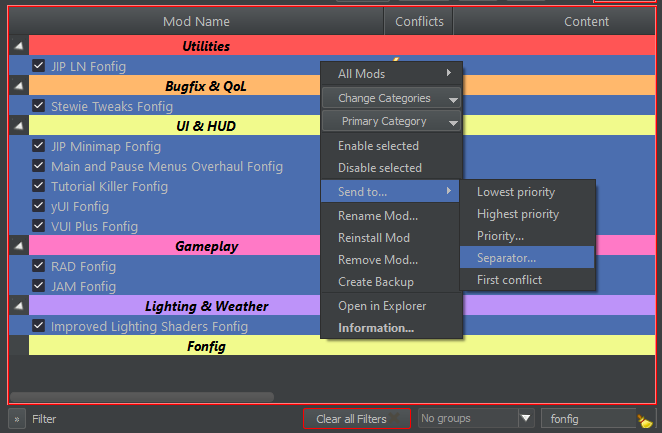 Mod Name Conflicts Content
Utilities
JIP LN Fonfig
Bugfix & QoL
Stewie Tweaks Fonfig
UI & HUD
JIP Minimap Fonfig
Main and Pause Menus Overhaul Fonfig
Tutorial Killer Fonfig
yUI Fonfig
VUI Plus Fonfig
Gameplay
RAD Fonfig
JAM Fonfig
Lighting & Weather
Improved Lighting Shaders Fonfig
Fonfig
All Mods
Change Categories
Primary Category
Enable selected
Disable selected
Send to...
Rename Mod...
Reinstall Mod
Remove Mod...
Create Backup
Open in Explorer
Information...
Lowest priority
Highest priority
Priority...
Separator...
First conflict
» Filter Clear all Filters No groups fonfig